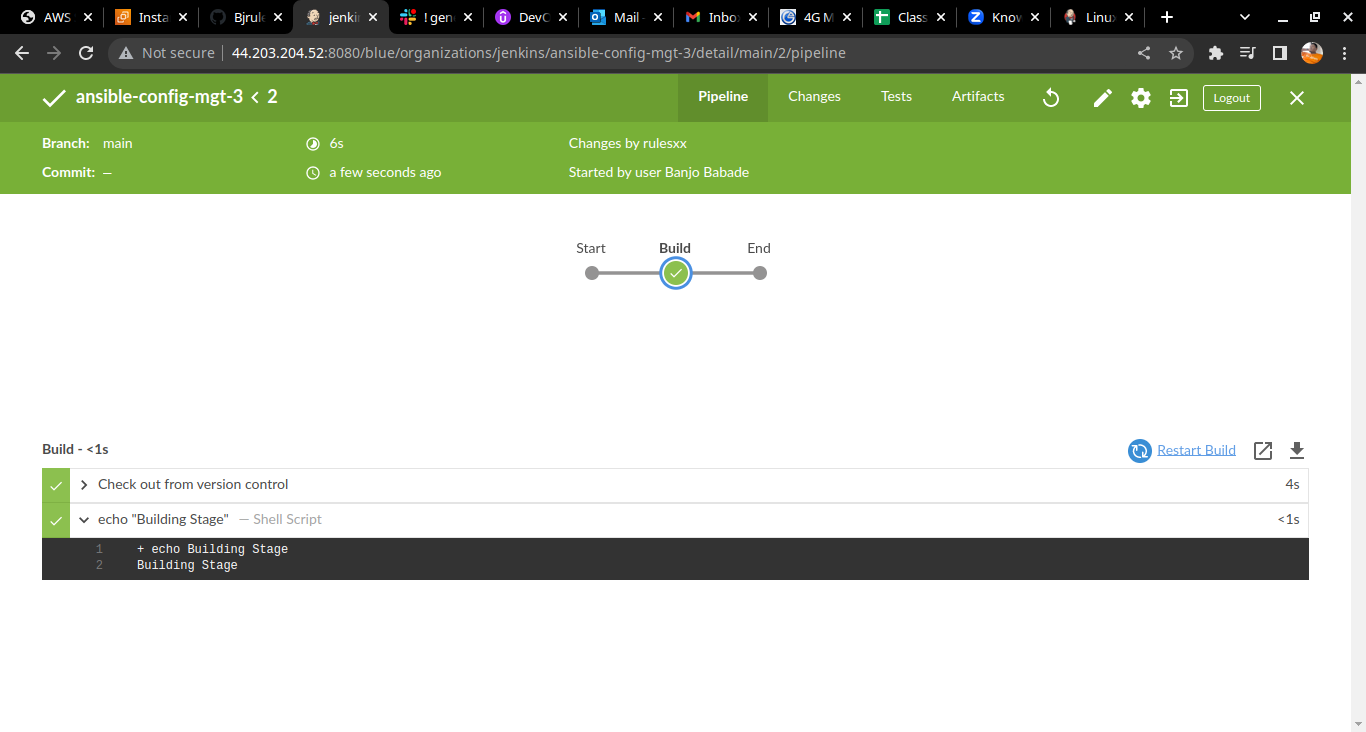 AWS
Insta
Bjrule
jenki
! gen
DevC
Mail -
Inbo
4G M
Class
Know
Linux
Not secure
44.203.204.52:8080/blue/organizations/jenkins/ansible-config-mgt-3/detail/main/2/pipeline
ansible-config-mgt-3 < 2
Pipeline
Changes
Tests
Artifacts
Logout
Branch: main
6s
Changes by rulesxx
Commit: —
a few seconds ago
Started by user Banjo Babade
Start
Build
End
Build - <1s
Restart Build
Check out from version control
4s
echo "Building Stage" — Shell Script
<1s
1 + echo Building Stage
2 Building Stage